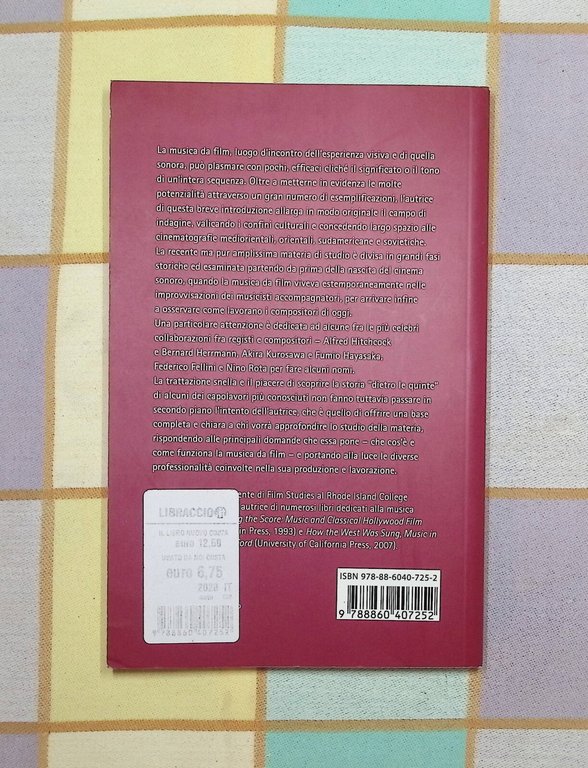 La musica da film, luogo d'incontro dell'esperienza visiva e di quella
sonora, può plasmare con pochi, efficaci cliché il significato o il tono
di un'intera sequenza. Oltre a metterne in evidenza le molte
potenzialità attraverso un gran numero di esemplificazioni, l'autrice
di questa breve introduzione allarga in modo originale il campo di
indagine, valicando i confini culturali e concedendo largo spazio alle
cinematografie mediorientali, orientali, sudamericane e sovietiche.
La recente ma pur amplissima materia di studio è divisa in grandi fasi
storiche ed esaminata partendo da prima della nascita del cinema
sonoro, quando la musica da film viveva estemporaneamente nelle
improvvisazioni dei musicisti accompagnatori, per arrivare infine
a osservare come lavorano i compositori di oggi.
Una particolare attenzione è dedicata ad alcune fra le più celebri
collaborazioni fra registi e compositori – Alfred Hitchcock
e Bernard Herrmann, Akira Kurosawa e Fumio Hayasaka,
Federico Fellini e Nino Rota per fare alcuni nomi.
La trattazione snella e il piacere di scoprire la storia "dietro le quinte"
di alcuni dei capolavori più conosciuti non fanno tuttavia passare in
secondo piano l'intento dell'autrice, che è quello di offrire una base
completa e chiara a chi vorrà approfondire lo studio della materia,
rispondendo alle principali domande che essa pone – che cos'è e
come funziona la musica da film – e portando alla luce le diverse
professionalità coinvolte nella sua produzione e lavorazione.
ente di Film Studies al Rhode Island College
autrice di numerosi libri dedicati alla musica
ng the Score: Music and Classical Hollywood Film
in Press, 1993) e How the West Was Sung, Music in
ord (University of California Press, 2007).
LIBRACCIO
IL LIBRO NUOVO COSTA
EURO 12.50
USATO DA NOI COSTA
euro 6,75
2020 IT
9788860407253
ISBN 978-88-6040-725-2
9 788860 407252